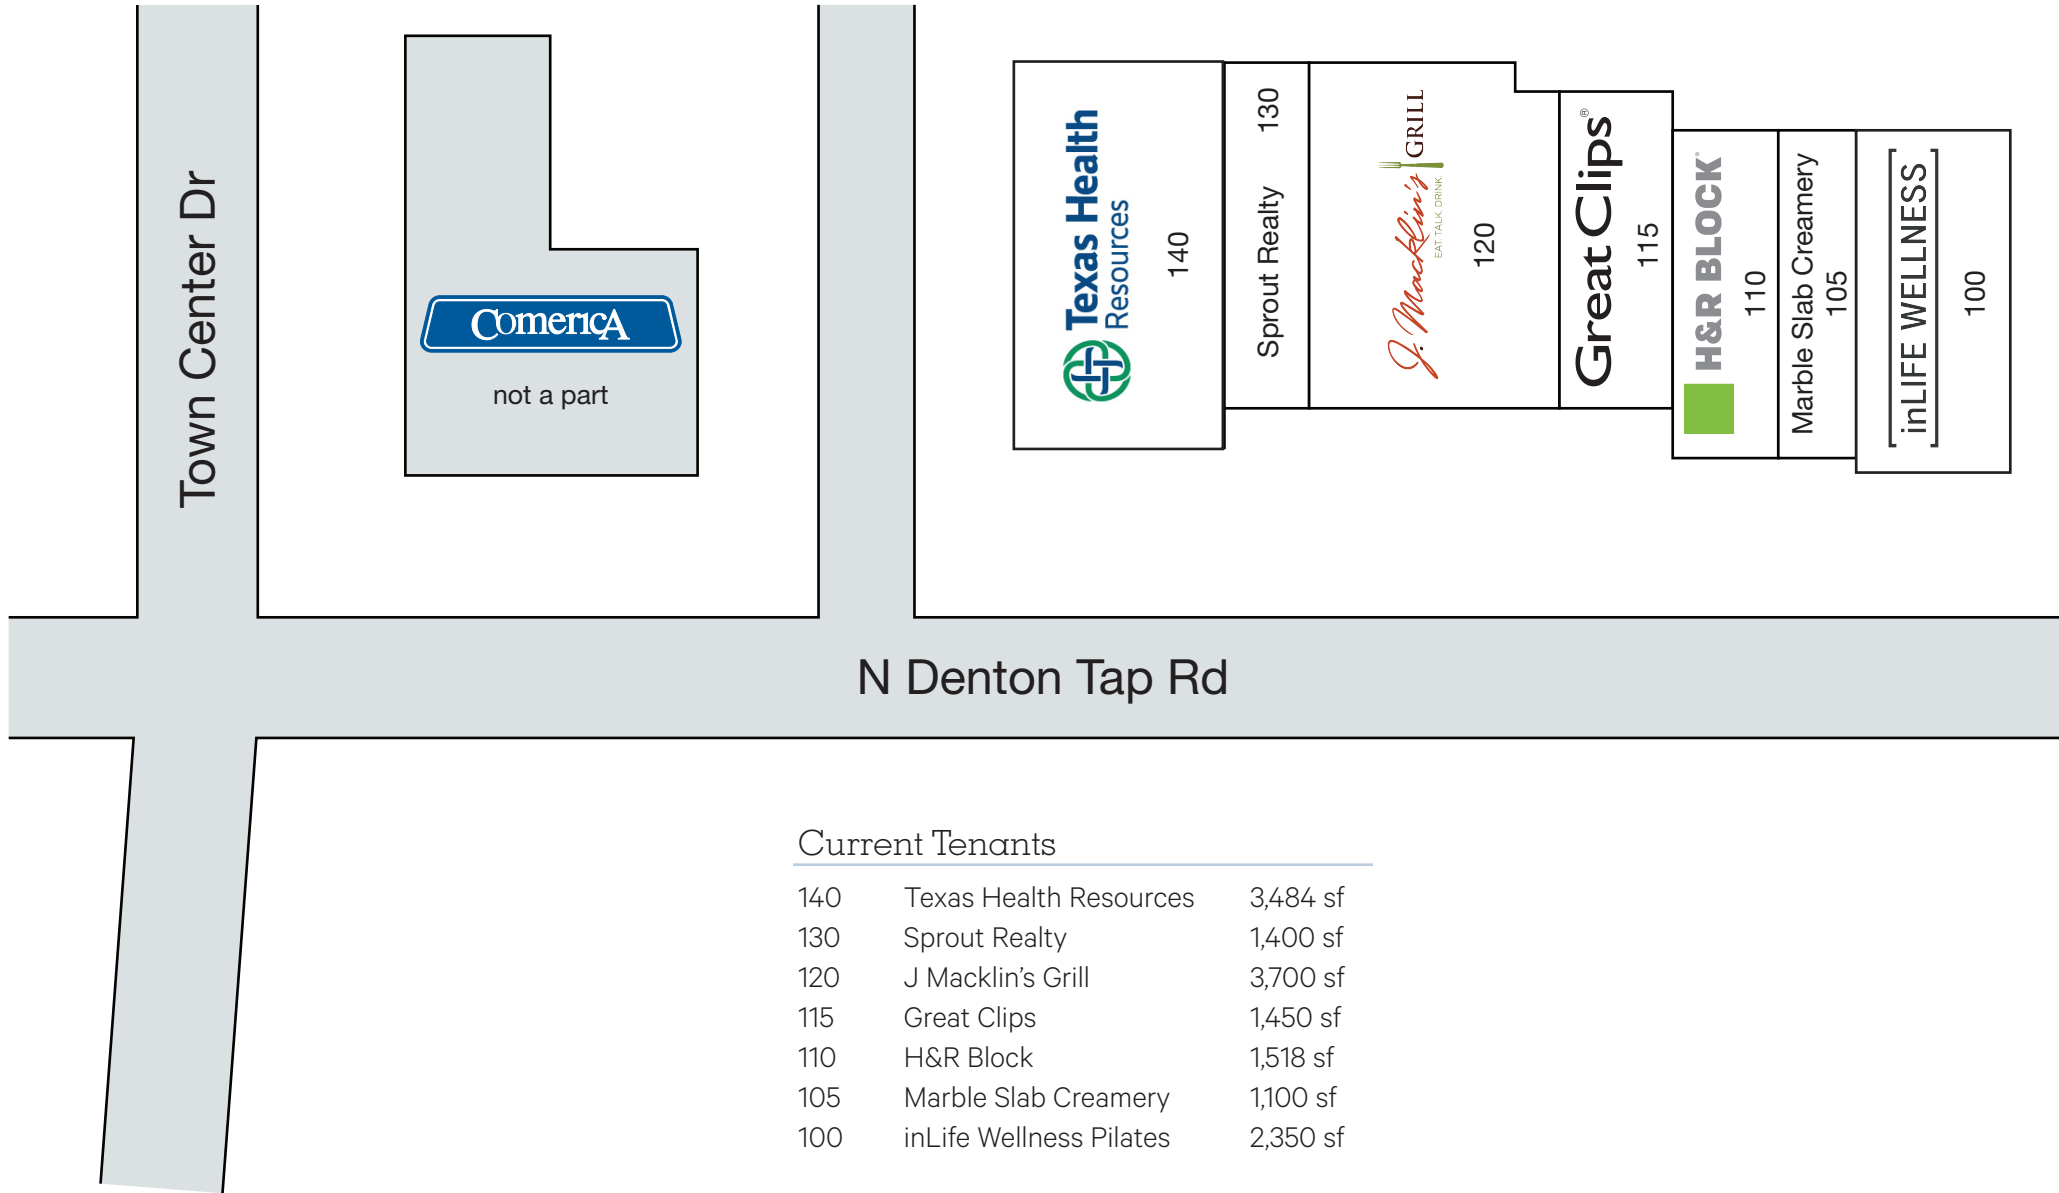 Town Center Dr
ComericA
not a part
Texas Health
Resources
140
Sprout Realty 130
J. Macklin's GRILL
EAT. TALK. DRINK.
120
Great Clips®
115
H&R BLOCK®
110
Marble Slab Creamery
105
[inLIFE WELLNESS]
100
N Denton Tap Rd
Current Tenants
140 Texas Health Resources 3,484 sf
130 Sprout Realty 1,400 sf
120 J Macklin’s Grill 3,700 sf
115 Great Clips 1,450 sf
110 H&R Block 1,518 sf
105 Marble Slab Creamery 1,100 sf
100 inLife Wellness Pilates 2,350 sf